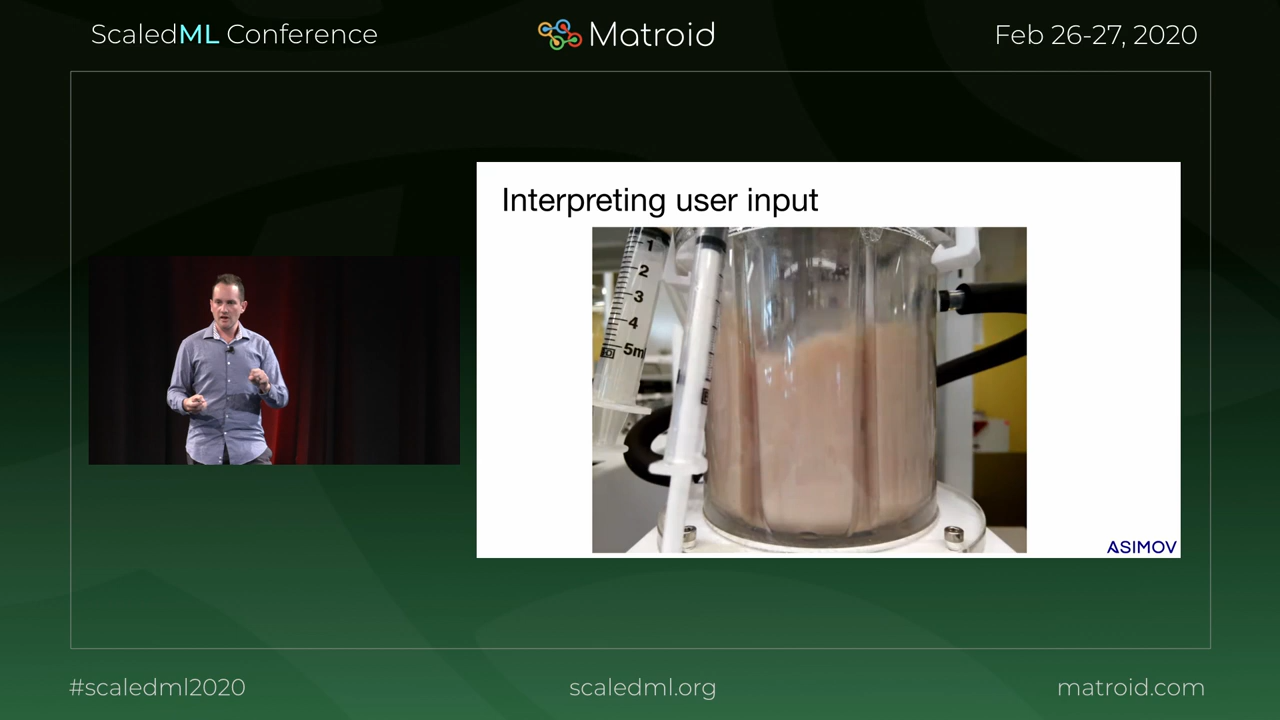 ScaledML Conference
Matroid
Feb 26-27, 2020
Interpreting user input
1
2
3
4
5m
ASIMOV
#scaledml2020
scaledml.org
matroid.com